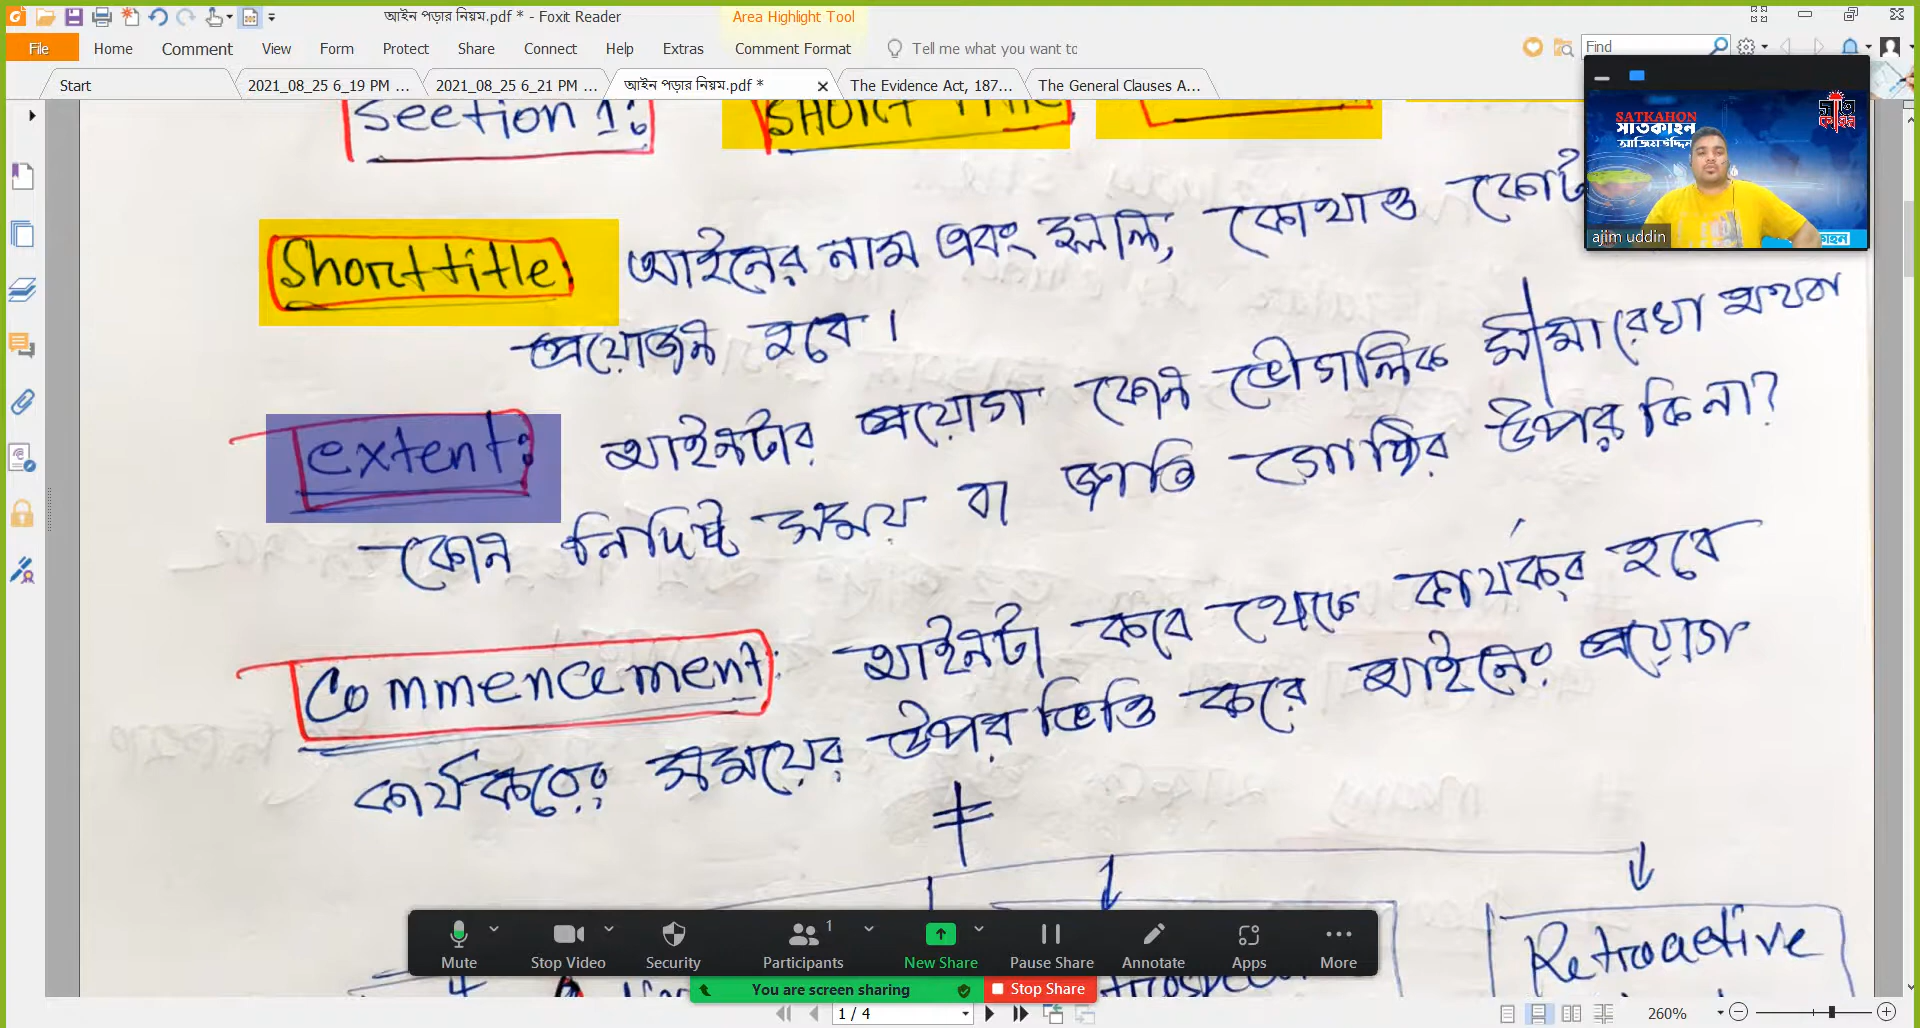 আইন পড়ার নিয়ম.pdf * - Foxit Reader
Area Highlight Tool
File Home Comment View Form Protect Share Connect Help Extras Comment Format Tell me what you want to Find
Start 2021_08_25 6_19 PM ... 2021_08_25 6_21 PM ... আইন পড়ার নিয়ম.pdf * The Evidence Act, 187... The General Clauses A...
Section 1:
Short
SATKAHON
সাতকাহন
আজিম উদ্দিন
ajim uddin
Short title: আইনের নাম এবং
কোথাও কোর্ট
প্রয়োজন হবে।
extent: আইনটার প্রয়োগ কোন ভৌগলিক সীমারেখা অথবা
কোন নির্দিষ্ট সময় বা জাতি গোষ্ঠির উপর কি না?
Commencement: আইনটা কবে থেকে কার্যকর হবে
কার্যকরের সময়ের উপর ভিত্তি করে আইনের প্রয়োগ
Retroactive
Mute Stop Video Security Participants 1 New Share Pause Share Annotate Apps More
You are screen sharing Stop Share
1 / 4 260%